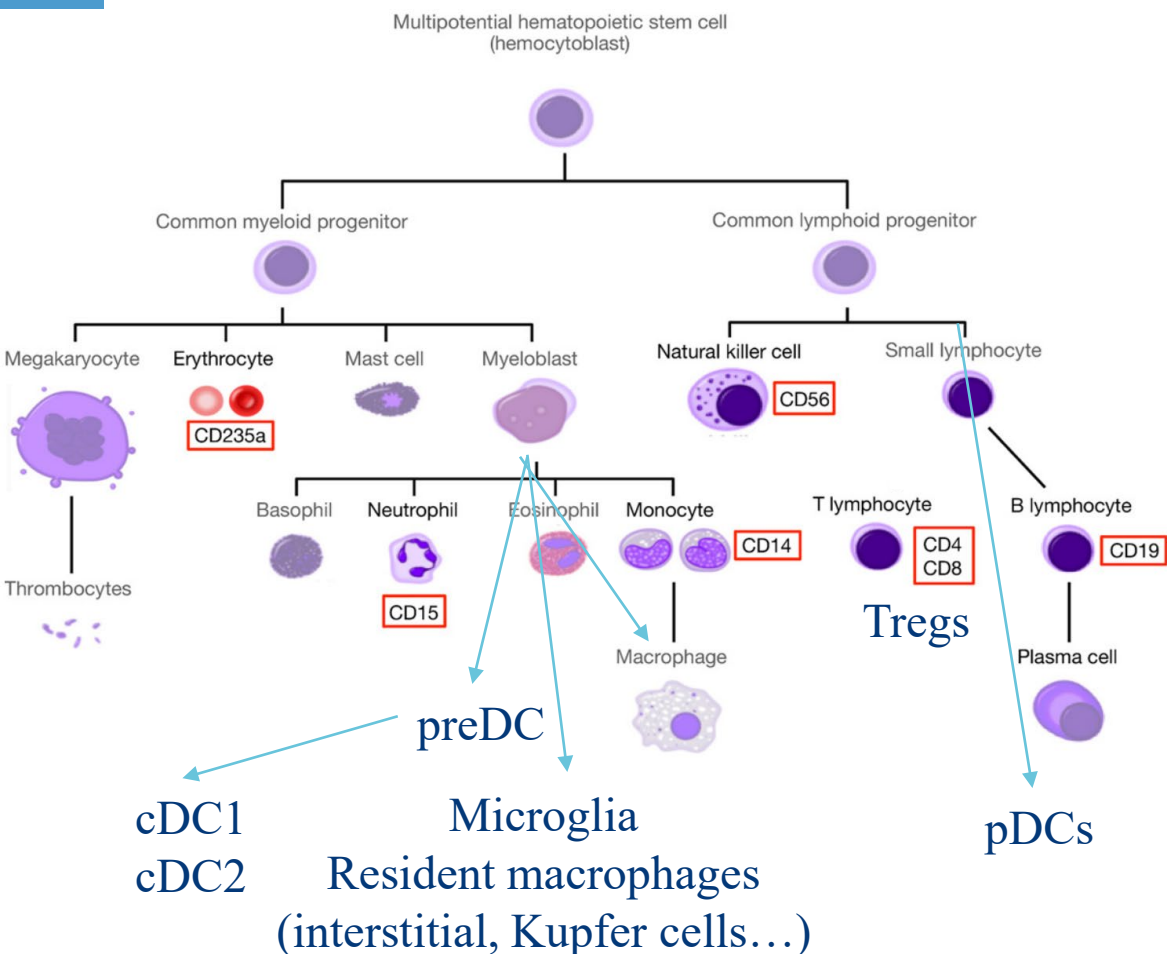 Multipotential hematopoietic stem cell
(hemocytoblast)
Common myeloid progenitor
Common lymphoid progenitor
Megakaryocyte
Erythrocyte
Mast cell
Myeloblast
Natural killer cell
Small lymphocyte
CD235a
CD56
Basophil
Neutrophil
Eosinophil
Monocyte
T lymphocyte
B lymphocyte
CD14
CD4
CD8
CD19
Thrombocytes
CD15
Tregs
Macrophage
Plasma cell
preDC
cDC1
cDC2
Microglia
Resident macrophages
(interstitial, Kupfer cells…)
pDCs